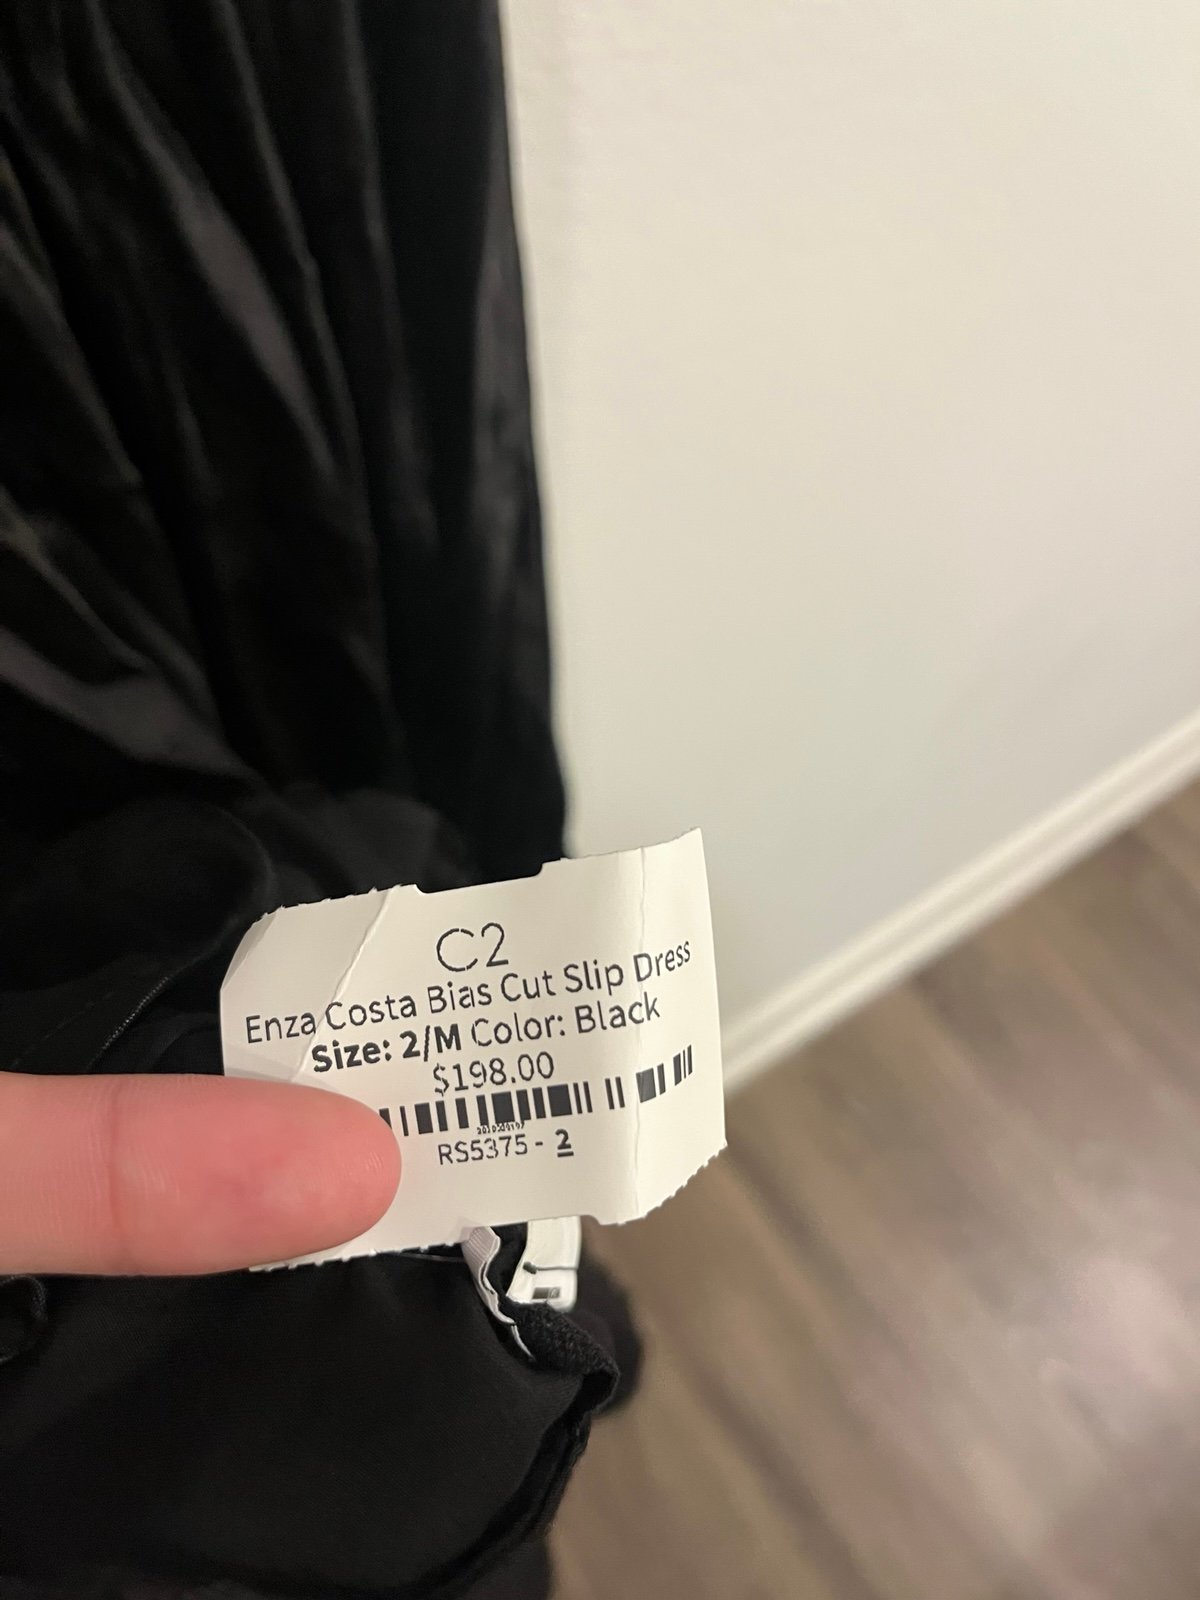 C2
Enza Costa Bias Cut Slip Dress
Size: 2/M Color: Black
$198.00
RS5375 - 2